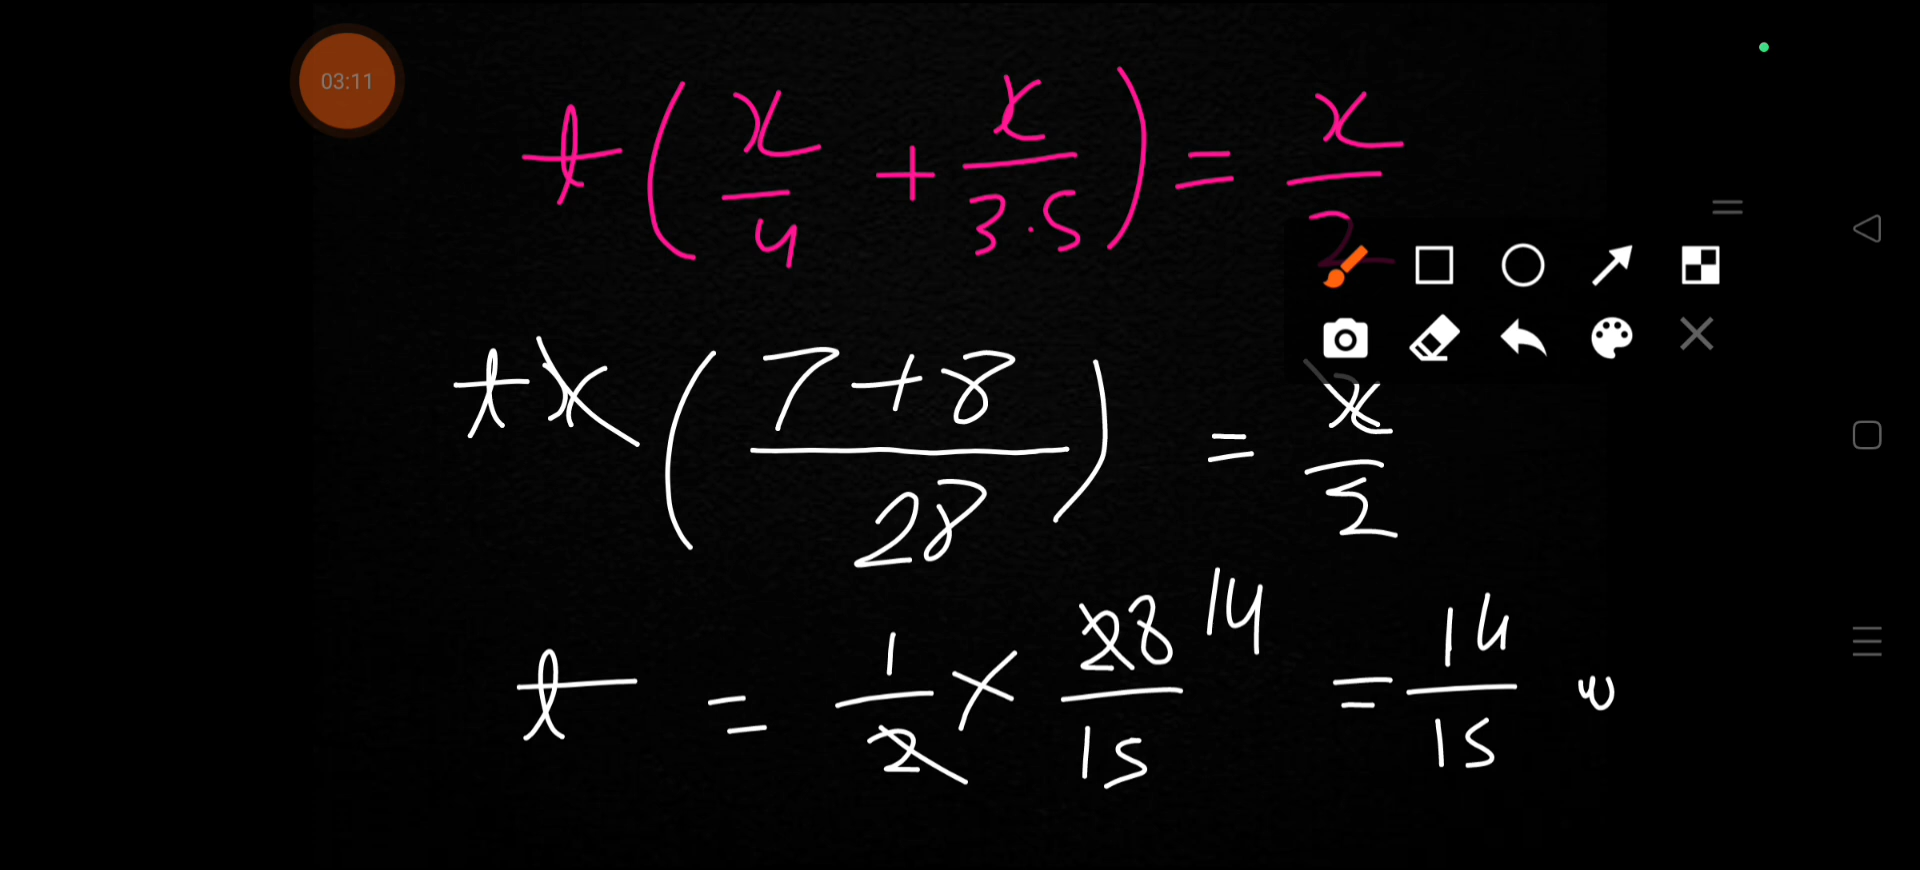 03:11
t(x/4 + x/3.5) = x/2
tx(7+8/28) = x/2
t = 1/2 × 28/15 14 = 14/15